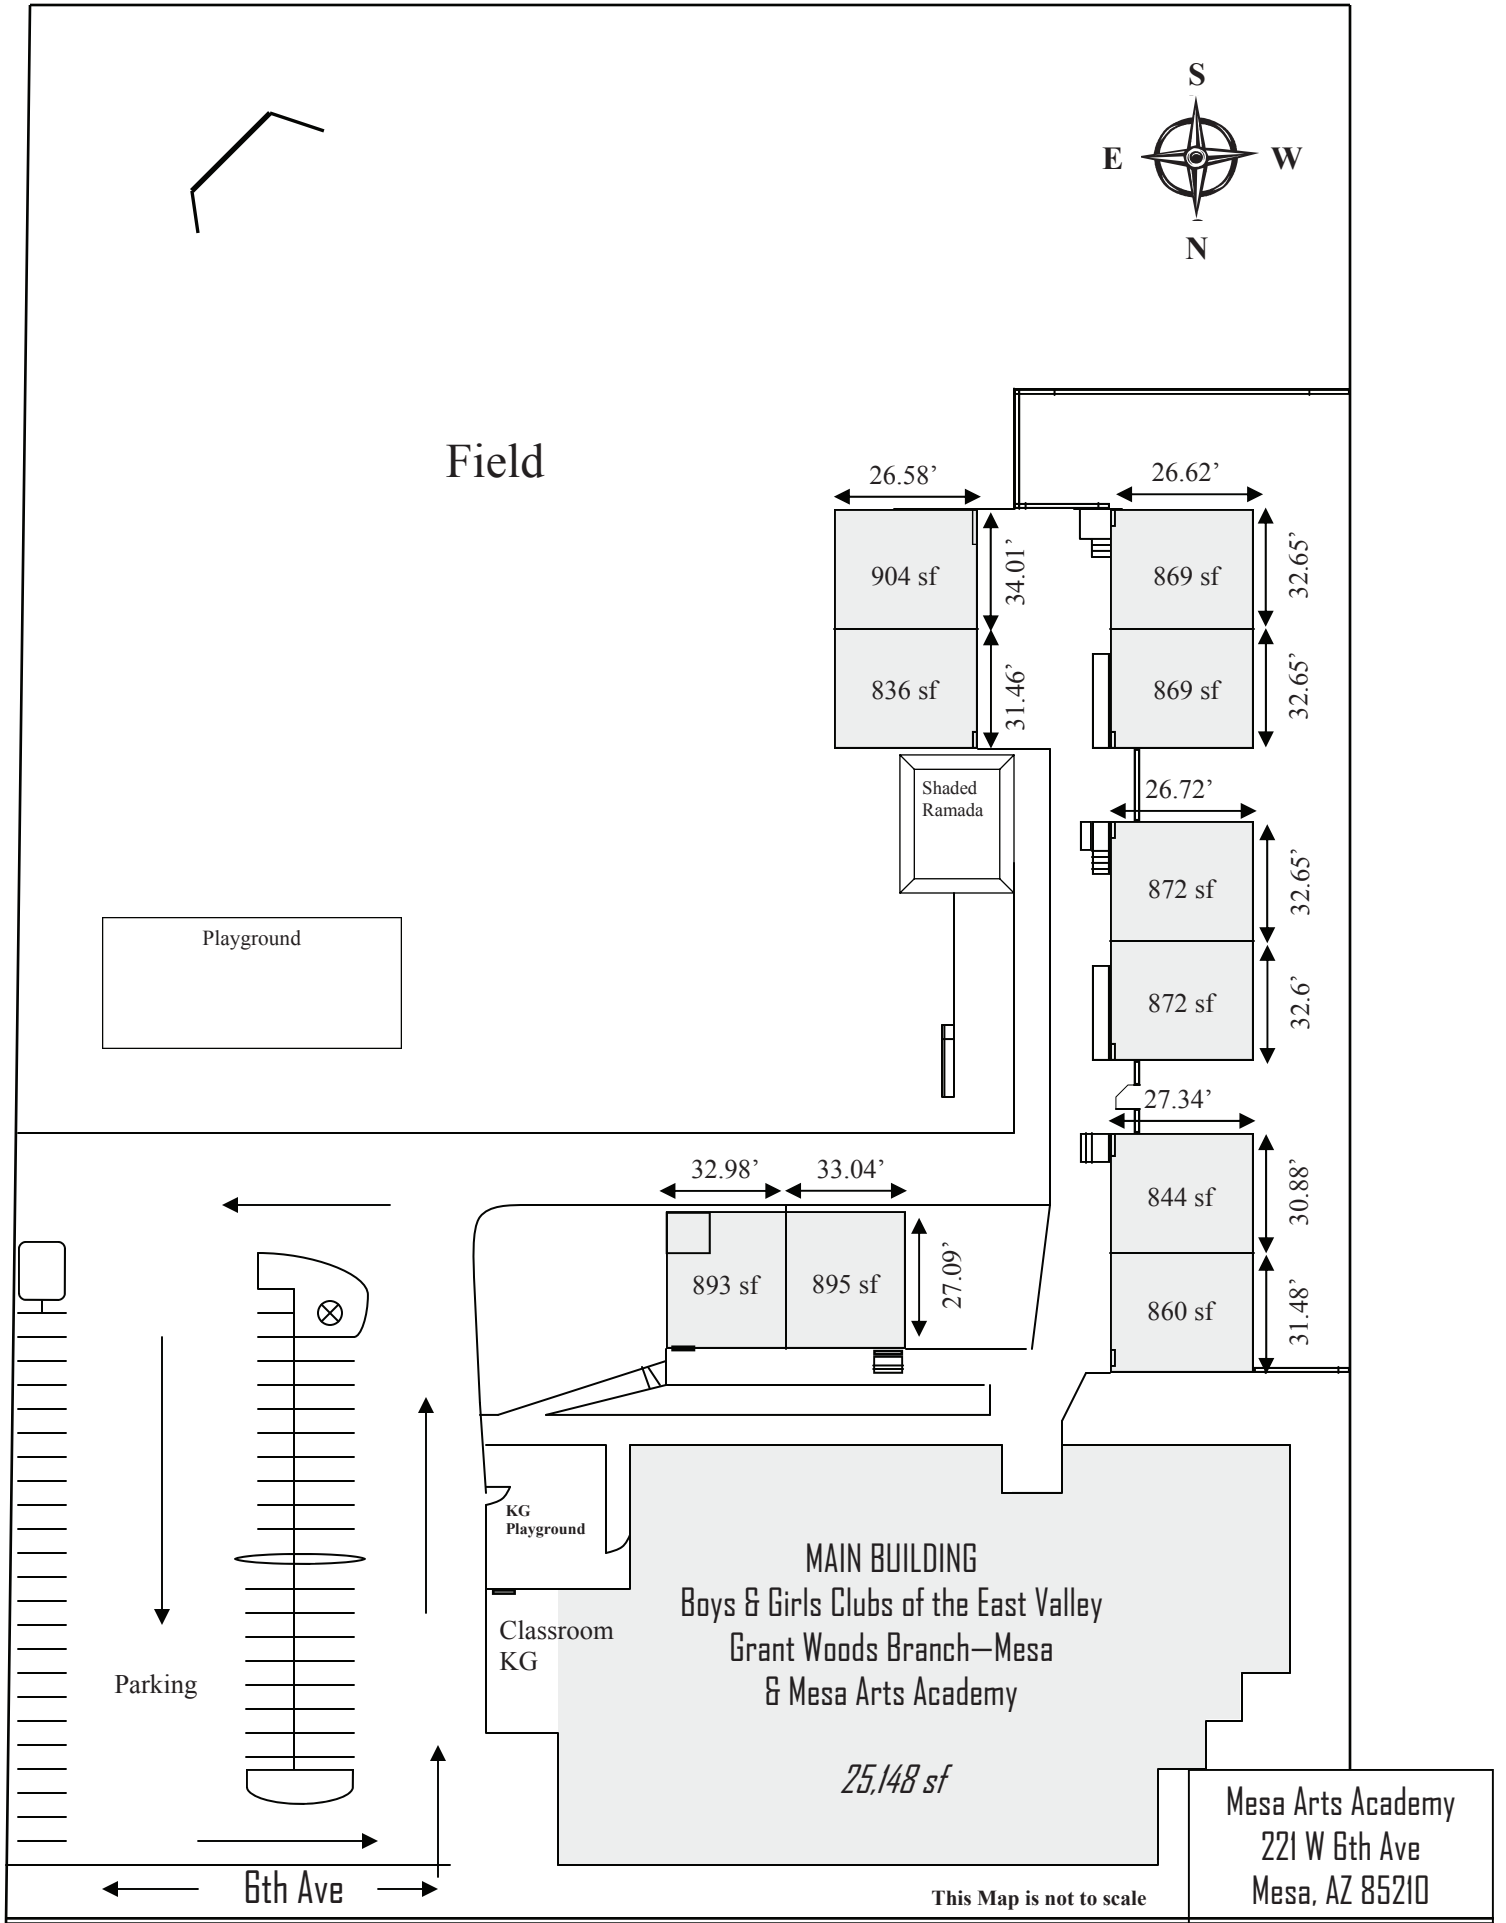 S
E
W
N
Field
26.58’
26.62’
904 sf
34.01’
869 sf
32.65’
836 sf
31.46’
869 sf
32.65’
Shaded
Ramada
26.72’
872 sf
32.65’
Playground
872 sf
32.6’
27.34’
32.98’
33.04’
844 sf
30.88’
893 sf
895 sf
27.09’
860 sf
31.48’
KG
Playground
MAIN BUILDING
Boys & Girls Clubs of the East Valley
Grant Woods Branch—Mesa
& Mesa Arts Academy
25,148 sf
Classroom
KG
Parking
6th Ave
This Map is not to scale
Mesa Arts Academy
221 W 6th Ave
Mesa, AZ 85210